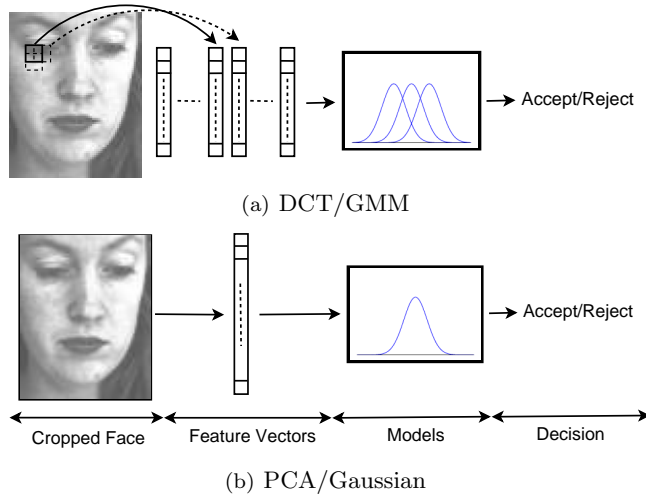 Accept/Reject
(a) DCT/GMM
Accept/Reject
Cropped Face Feature Vectors Models Decision
(b) PCA/Gaussian